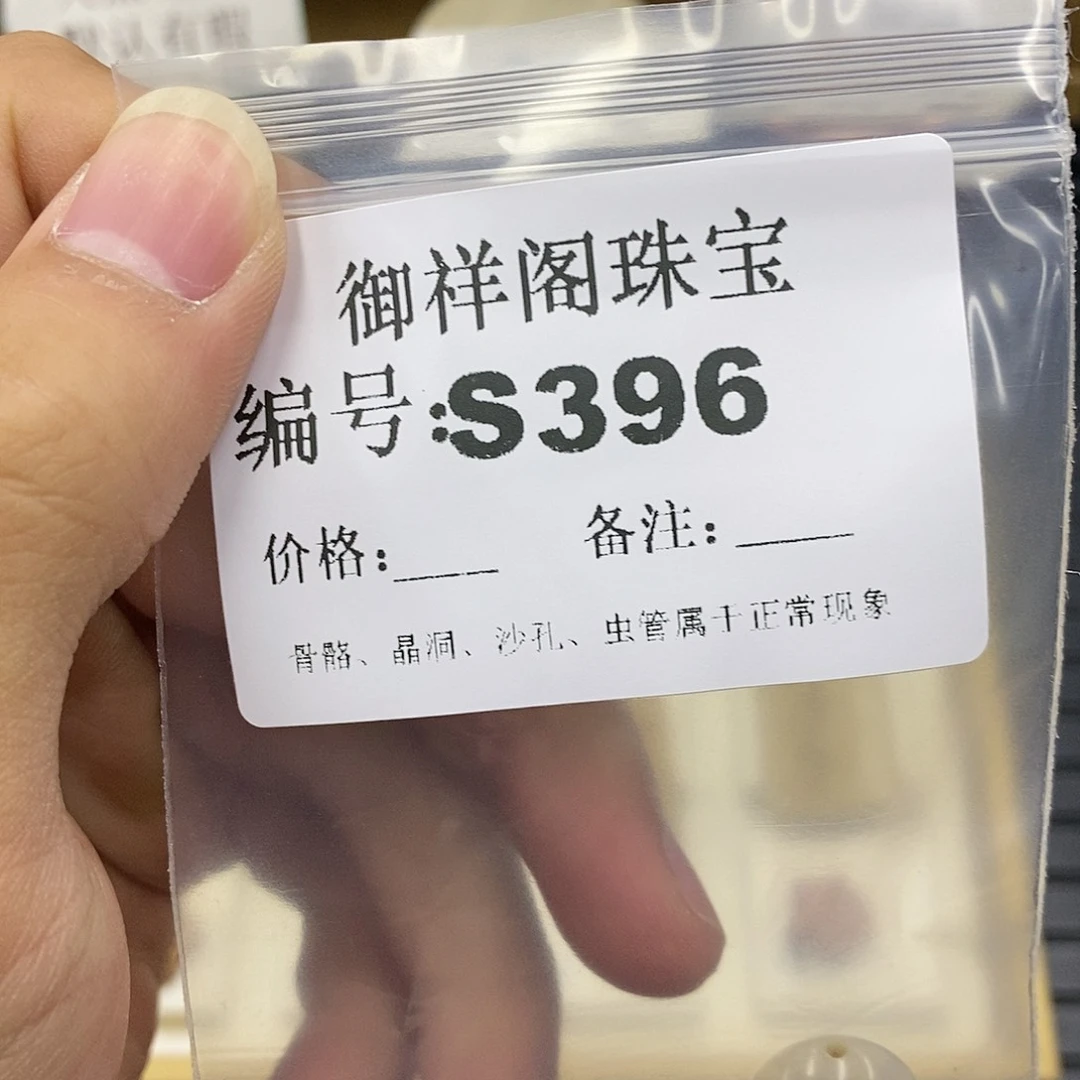 御祥阁珠宝
编号:S396
价格:____ 备注:_____
骨骼、晶洞、沙孔、虫管属于正常现象